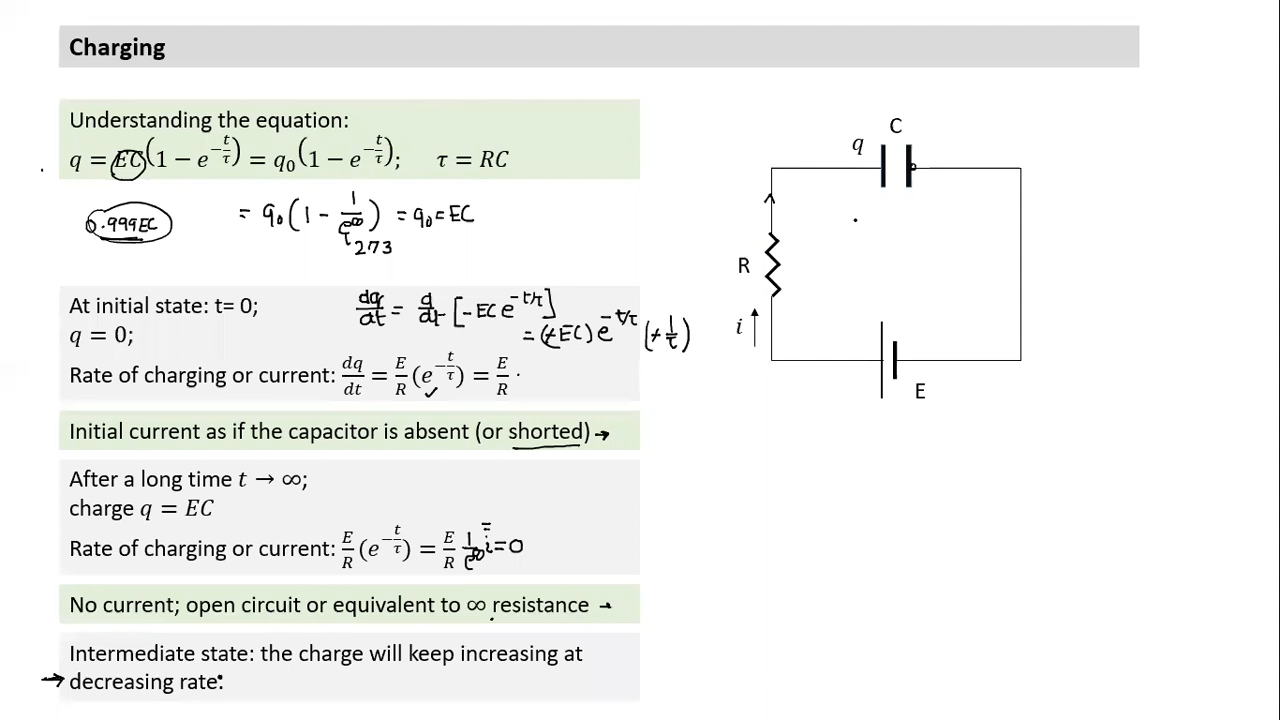 Charging
Understanding the equation:
q = EC(1 − e^{−t/τ}) = q₀(1 − e^{−t/τ}); τ = RC
= q₀(1 − 1/e^∞) = q₀ = EC
0.999EC
2.73
At initial state: t= 0;
dq/dt = d/dt [−EC e^{−t/τ}]
q = 0;
= (+EC) e^{−t/τ} (+1/τ)
Rate of charging or current: dq/dt = E/R (e^{−t/τ}) = E/R
Initial current as if the capacitor is absent (or shorted) →
After a long time t → ∞;
charge q = EC
Rate of charging or current: E/R (e^{−t/τ}) = E/R 1/e^∞ i=0
No current; open circuit or equivalent to ∞ resistance →
Intermediate state: the charge will keep increasing at
→ decreasing rate:
C
q
R
i
E